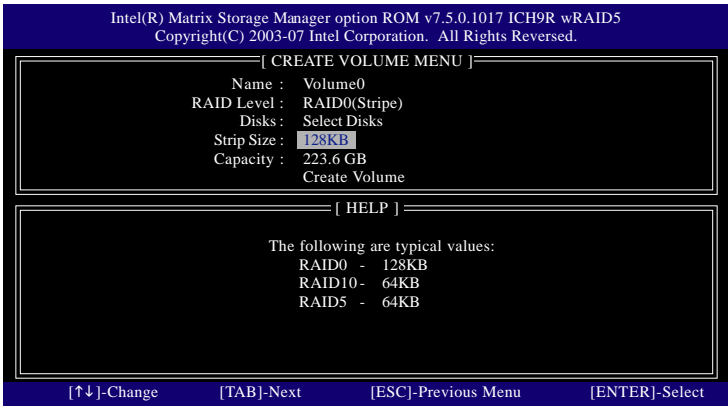 Intel(R) Matrix Storage Manager option ROM v7.5.0.1017 ICH9R wRAID5
Copyright(C) 2003-07 Intel Corporation. All Rights Reversed.
[ CREATE VOLUME MENU ]
Name : Volume0
RAID Level : RAID0(Stripe)
Disks : Select Disks
Strip Size : 128KB
Capacity : 223.6 GB
Create Volume
[ HELP ]
The following are typical values:
RAID0 - 128KB
RAID10 - 64KB
RAID5 - 64KB
[↑↓]-Change [TAB]-Next [ESC]-Previous Menu [ENTER]-Select